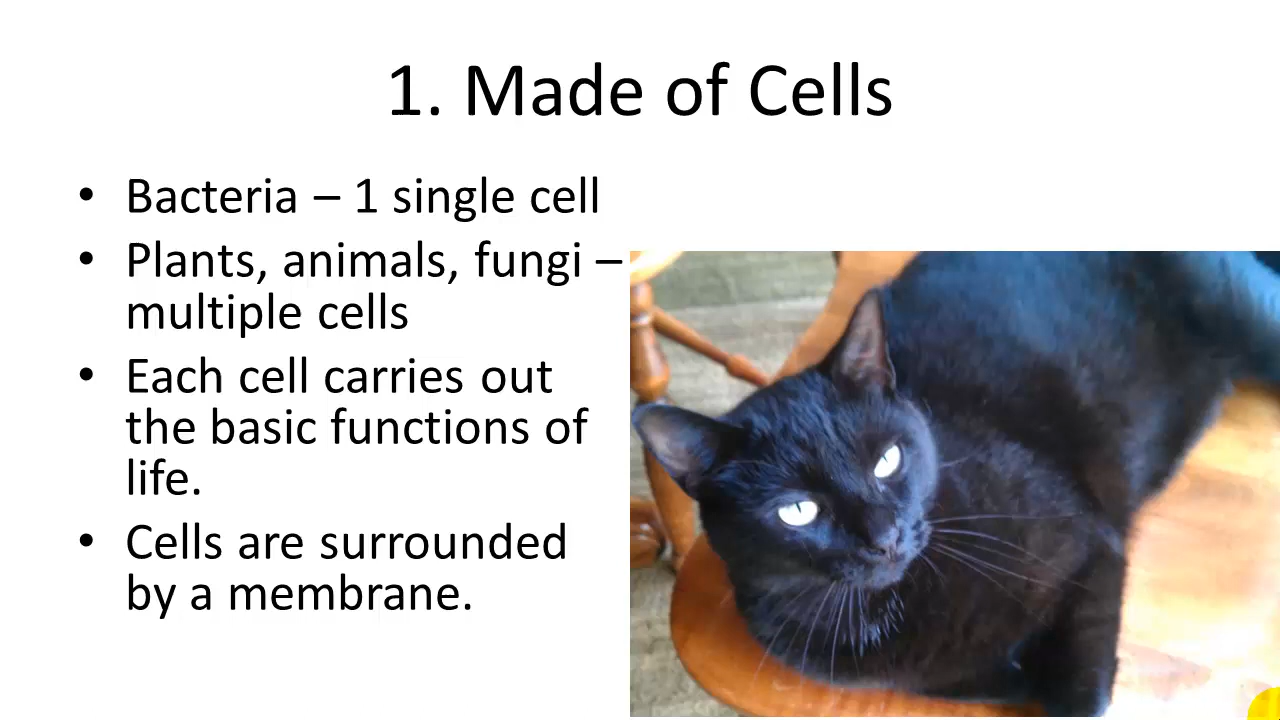 1. Made of Cells
• Bacteria – 1 single cell
• Plants, animals, fungi –
multiple cells
• Each cell carries out
the basic functions of
life.
• Cells are surrounded
by a membrane.